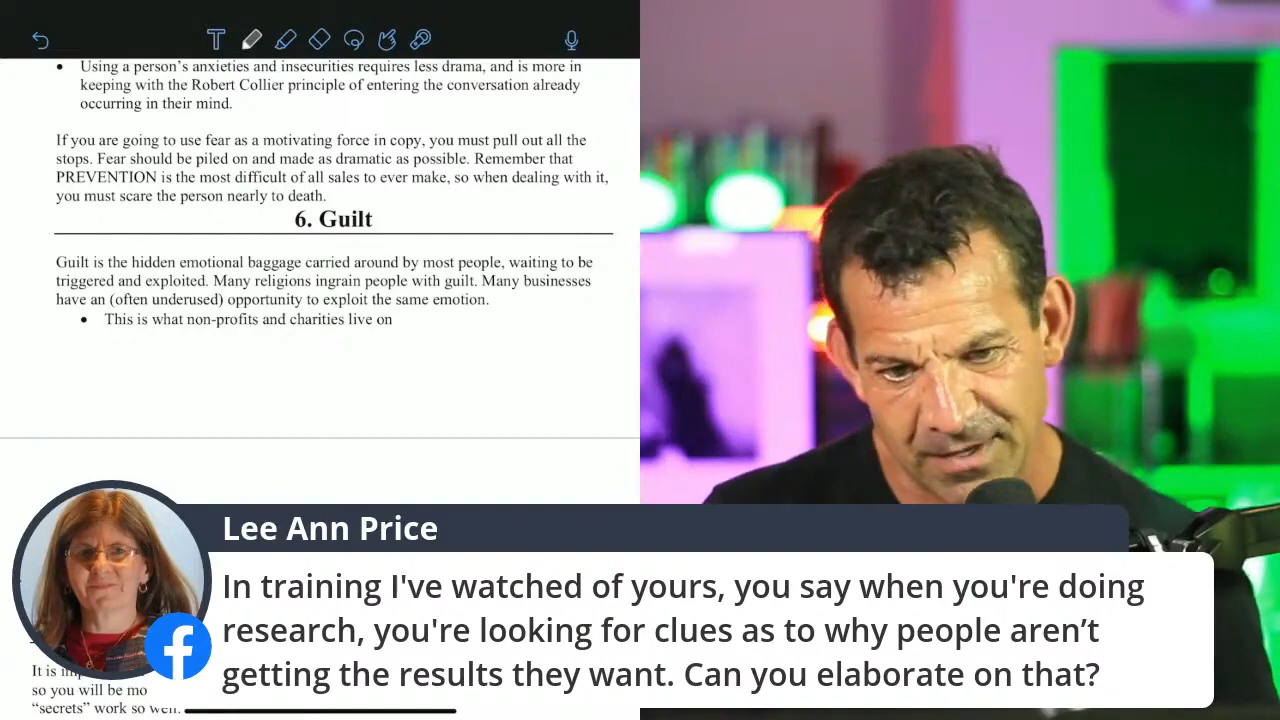 Using a person's anxieties and insecurities requires less drama, and is more in
keeping with the Robert Collier principle of entering the conversation already
occurring in their mind.
If you are going to use fear as a motivating force in copy, you must pull out all the
stops. Fear should be piled on and made as dramatic as possible. Remember that
PREVENTION is the most difficult of all sales to ever make, so when dealing with it,
you must scare the person nearly to death.
6. Guilt
Guilt is the hidden emotional baggage carried around by most people, waiting to be
triggered and exploited. Many religions ingrain people with guilt. Many businesses
have an (often underused) opportunity to exploit the same emotion.
This is what non-profits and charities live on
Lee Ann Price
In training I've watched of yours, you say when you're doing
research, you're looking for clues as to why people aren’t
getting the results they want. Can you elaborate on that?
It is
so you will be mo
“secrets” work so well.